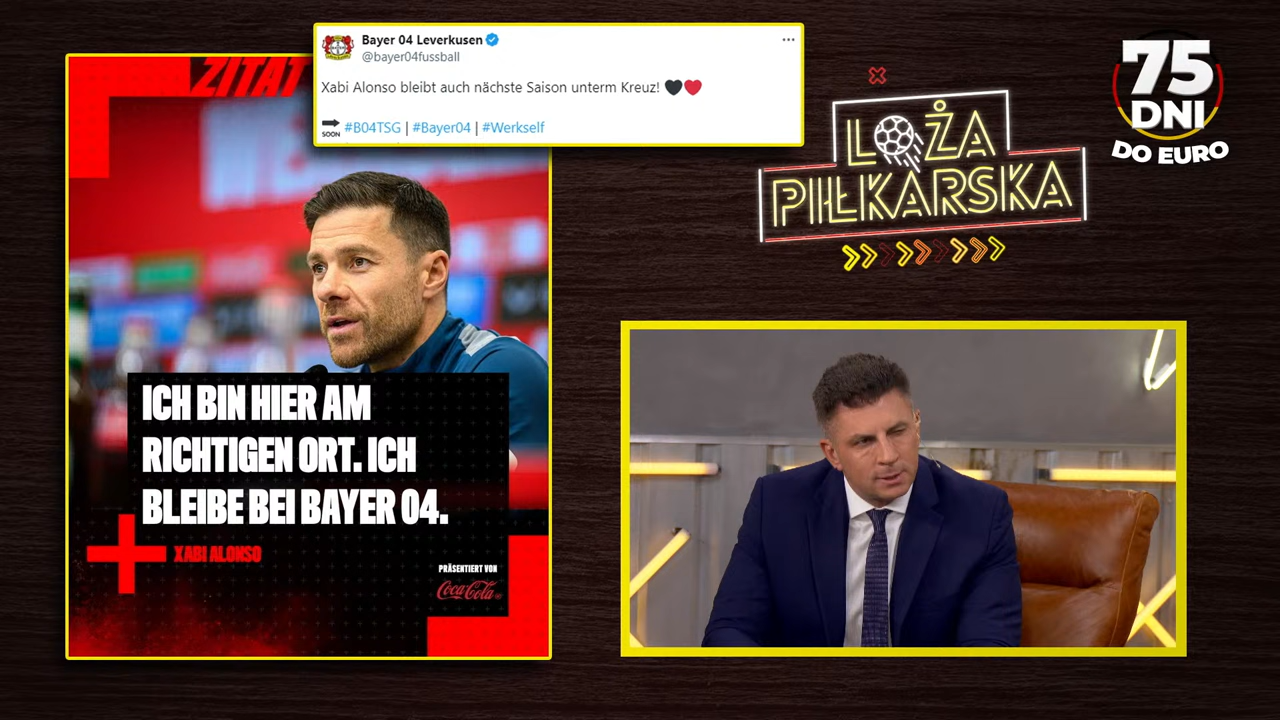 ZITAT
Bayer 04 Leverkusen
@bayer04fussball
Xabi Alonso bleibt auch nächste Saison unterm Kreuz! 🖤❤️
SOON
#B04TSG | #Bayer04 | #Werkself
ICH BIN HIER AM
RICHTIGEN ORT. ICH
BLEIBE BEI BAYER 04.
XABI ALONSO
PRÄSENTIERT VON
Coca-Cola
LOŻA
PIŁKARSKA
75
DNI
DO EURO